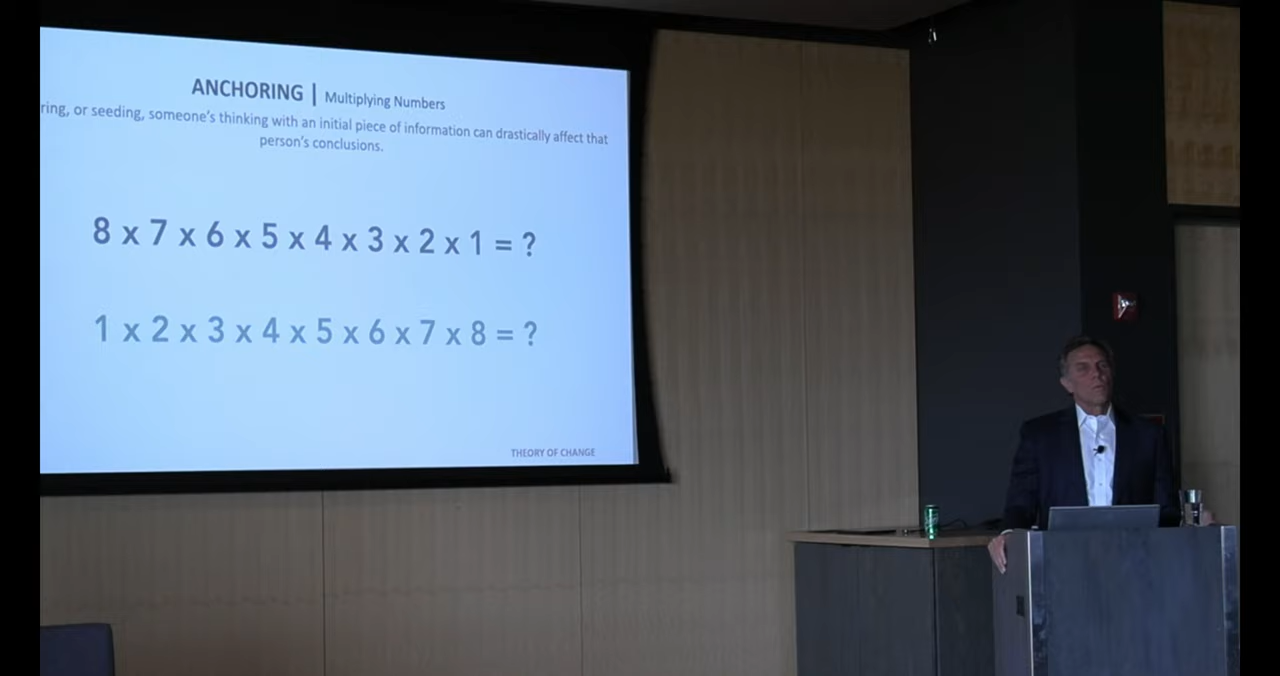 ANCHORING | Multiplying Numbers
ring, or seeding, someone's thinking with an initial piece of information can drastically affect that
person's conclusions.
8 x 7 x 6 x 5 x 4 x 3 x 2 x 1 = ?
1 x 2 x 3 x 4 x 5 x 6 x 7 x 8 = ?
THEORY OF CHANGE